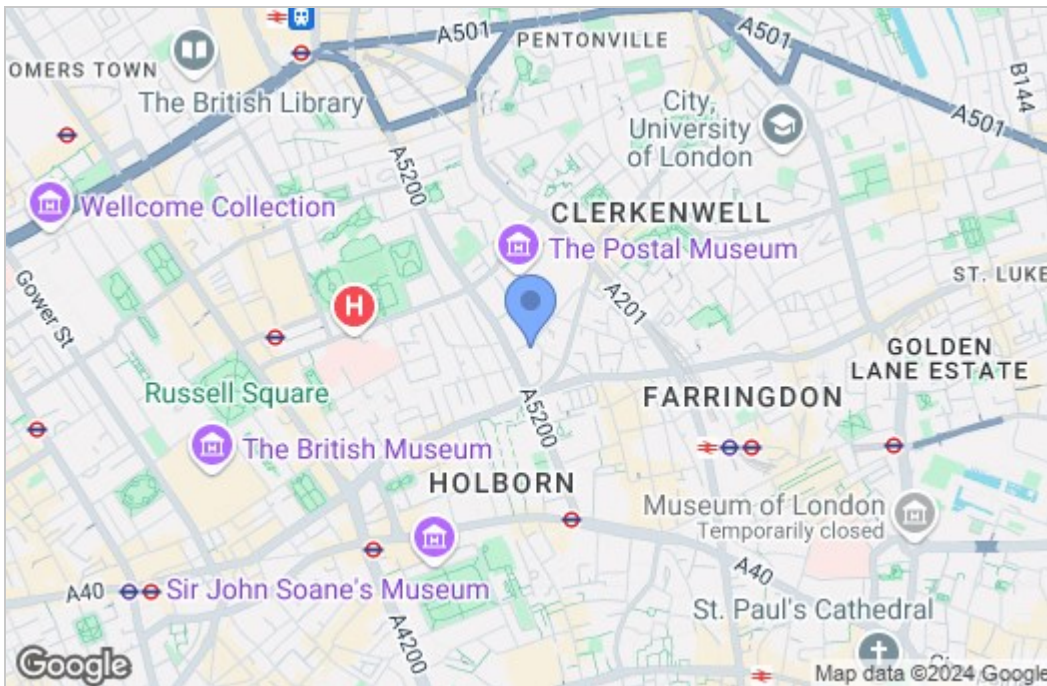 A501
PENTONVILLE
A501
OMERS TOWN
The British Library
B144
City,
University
of London
A501
A5200
Wellcome Collection
CLERKENWELL
The Postal Museum
ST. LUKE
Gower St
H
A201
GOLDEN
LANE ESTATE
Russell Square
FARRINGDON
A5200
The British Museum
HOLBORN
Museum of London
Temporarily closed
A40
A40
Sir John Soane's Museum
St. Paul's Cathedral
A4200
Google
Map data ©2024 Google